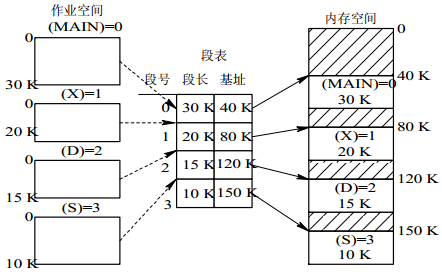 作业空间
(MAIN)=0
0
30 K
(X)=1
0
20 K
(D)=2
0
15 K
(S)=3
0
10 K
段表
段号 段长 基址
0 30 K 40 K
1 20 K 80 K
2 15 K 120 K
3 10 K 150 K
内存空间
0
40 K
(MAIN)=0
30 K
80 K
(X)=1
20 K
120 K
(D)=2
15 K
150 K
(S)=3
10 K